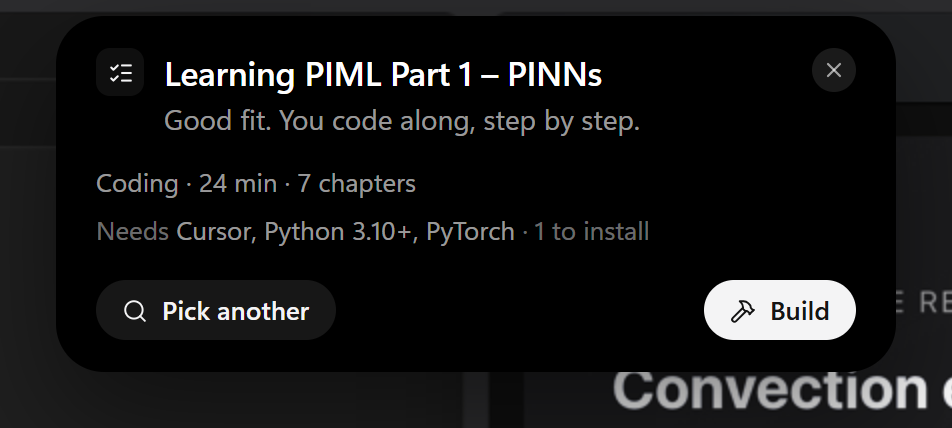 Learning PIML Part 1 – PINNs
Good fit. You code along, step by step.
Coding · 24 min · 7 chapters
Needs Cursor, Python 3.10+, PyTorch · 1 to install
Pick another
Build
E RE
Convection e